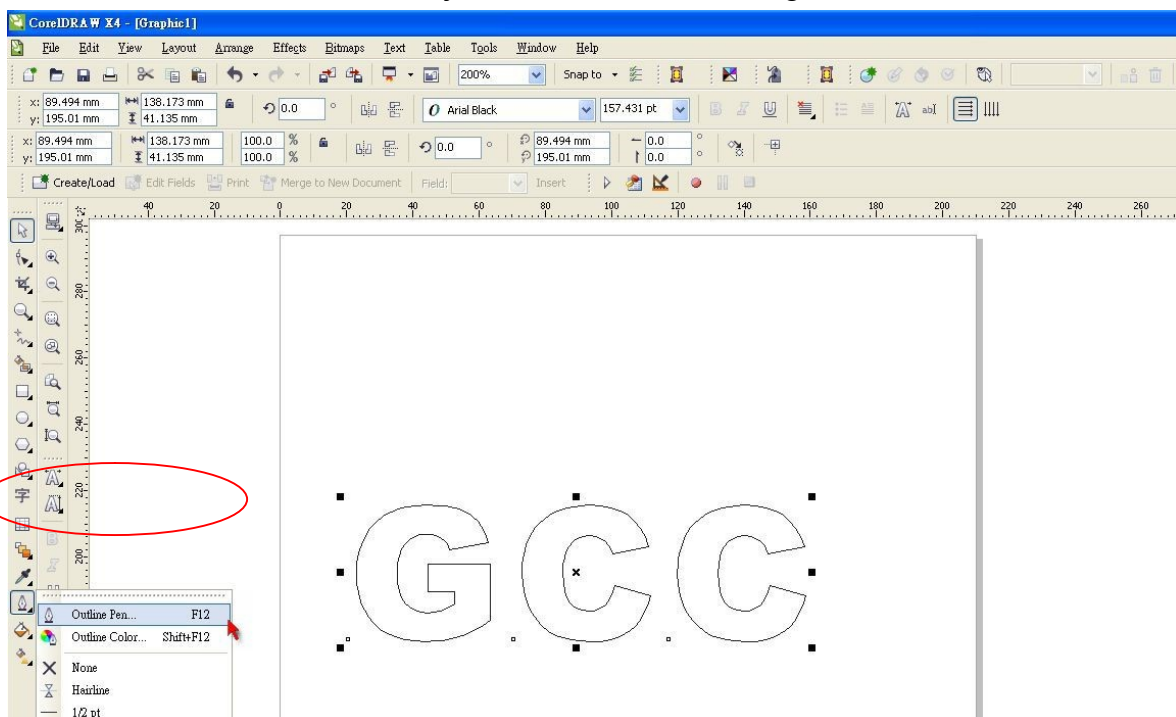 CorelDRAW X4 - [Graphic1]
File Edit View Layout Arrange Effects Bitmaps Text Table Tools Window Help
200% Snap to
x: 89.494 mm 138.173 mm 0.0 ° O Arial Black 157.431 pt B U abI
y: 195.01 mm 41.135 mm
x: 89.494 mm 138.173 mm 100.0 % 0.0 ° 89.494 mm 0.0 °
y: 195.01 mm 41.135 mm 100.0 % 195.01 mm 0.0 °
Create/Load Edit Fields Print Merge to New Document Field: Insert
40 20 0 20 40 60 80 100 120 140 160 180 200 220 240 260
300
280
260
240
220
200
字
B
GCC
Outline Pen... F12
Outline Color... Shift+F12
None
Hairline
1/2 pt